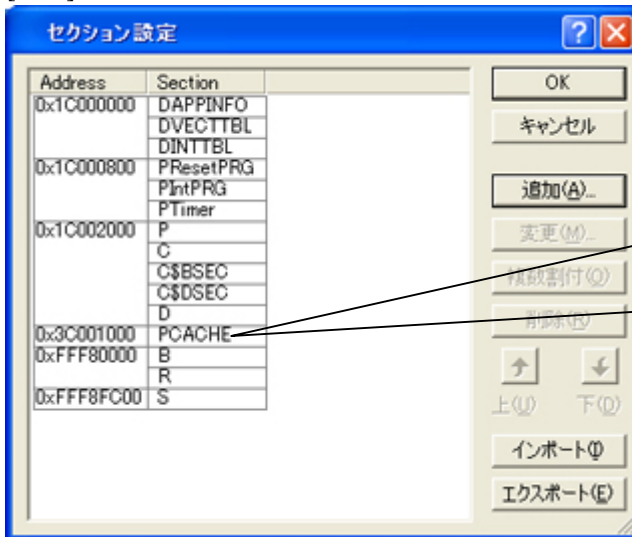 セクション設定
Address Section
0x1C000000 DAPPINFO
DVECTTBL
DINTTBL
0x1C000800 PResetPRG
PIntPRG
PTimer
0x1C002000 P
C
C$BSEC
C$DSEC
D
0x3C001000 PCACHE
0xFFF80000 B
R
0xFFF8FC00 S
OK
キャンセル
追加(A)...
変更(M)...
複数割付(O)
削除(R)
上(U) 下(D)
インポート(I)
エクスポート(E)